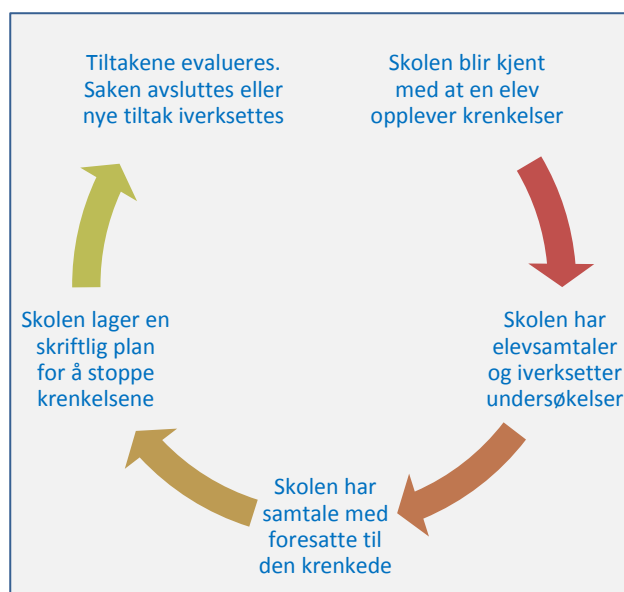 Skolen blir kjent
med at en elev
opplever krenkelser
Skolen har
elevsamtaler
og iverksetter
undersøkelser
Skolen har
samtale med
foresatte til
den krenkede
Skolen lager en
skriftlig plan
for å stoppe
krenkelsene
Tiltakene evalueres.
Saken avsluttes eller
nye tiltak iverksettes